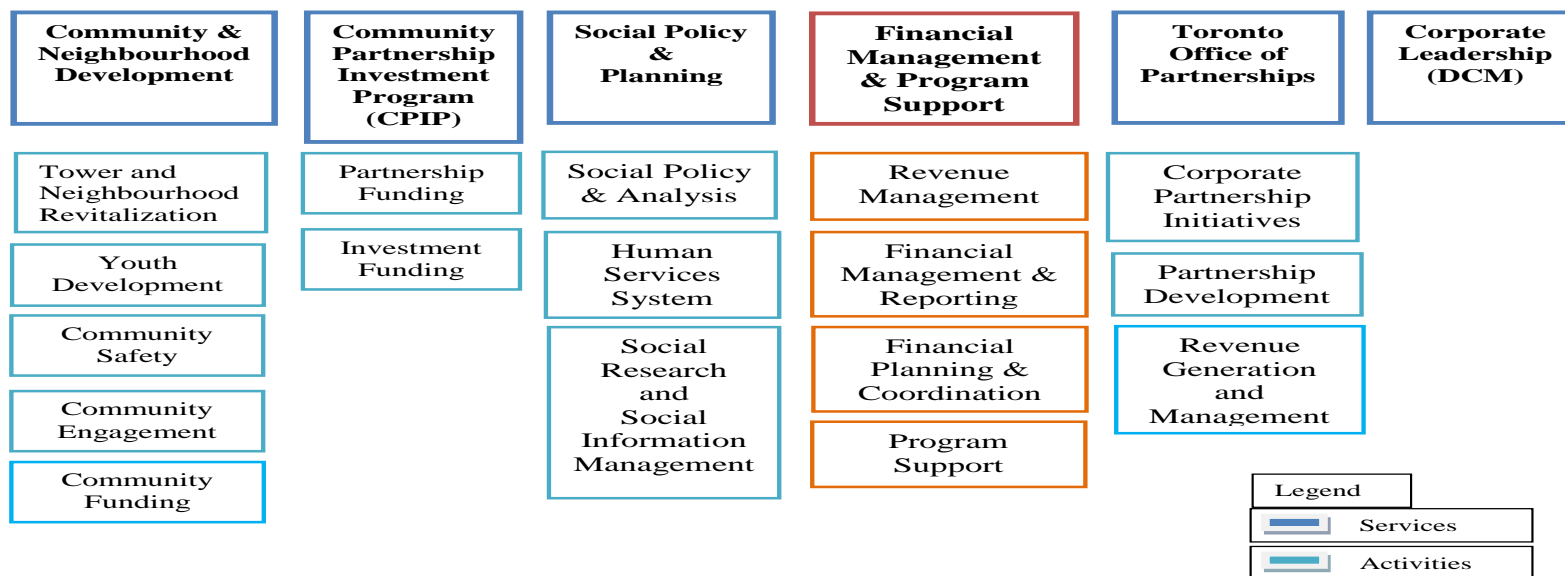 Community &
Neighbourhood
Development
Community
Partnership
Investment
Program
(CPIP)
Social Policy
&
Planning
Financial
Management
& Program
Support
Toronto
Office of
Partnerships
Corporate
Leadership
(DCM)
Tower and
Neighbourhood
Revitalization
Youth
Development
Community
Safety
Community
Engagement
Community
Funding
Partnership
Funding
Investment
Funding
Social Policy
& Analysis
Human
Services
System
Social
Research
and
Social
Information
Management
Revenue
Management
Financial
Management &
Reporting
Financial
Planning &
Coordination
Program
Support
Corporate
Partnership
Initiatives
Partnership
Development
Revenue
Generation
and
Management
Legend
Services
Activities